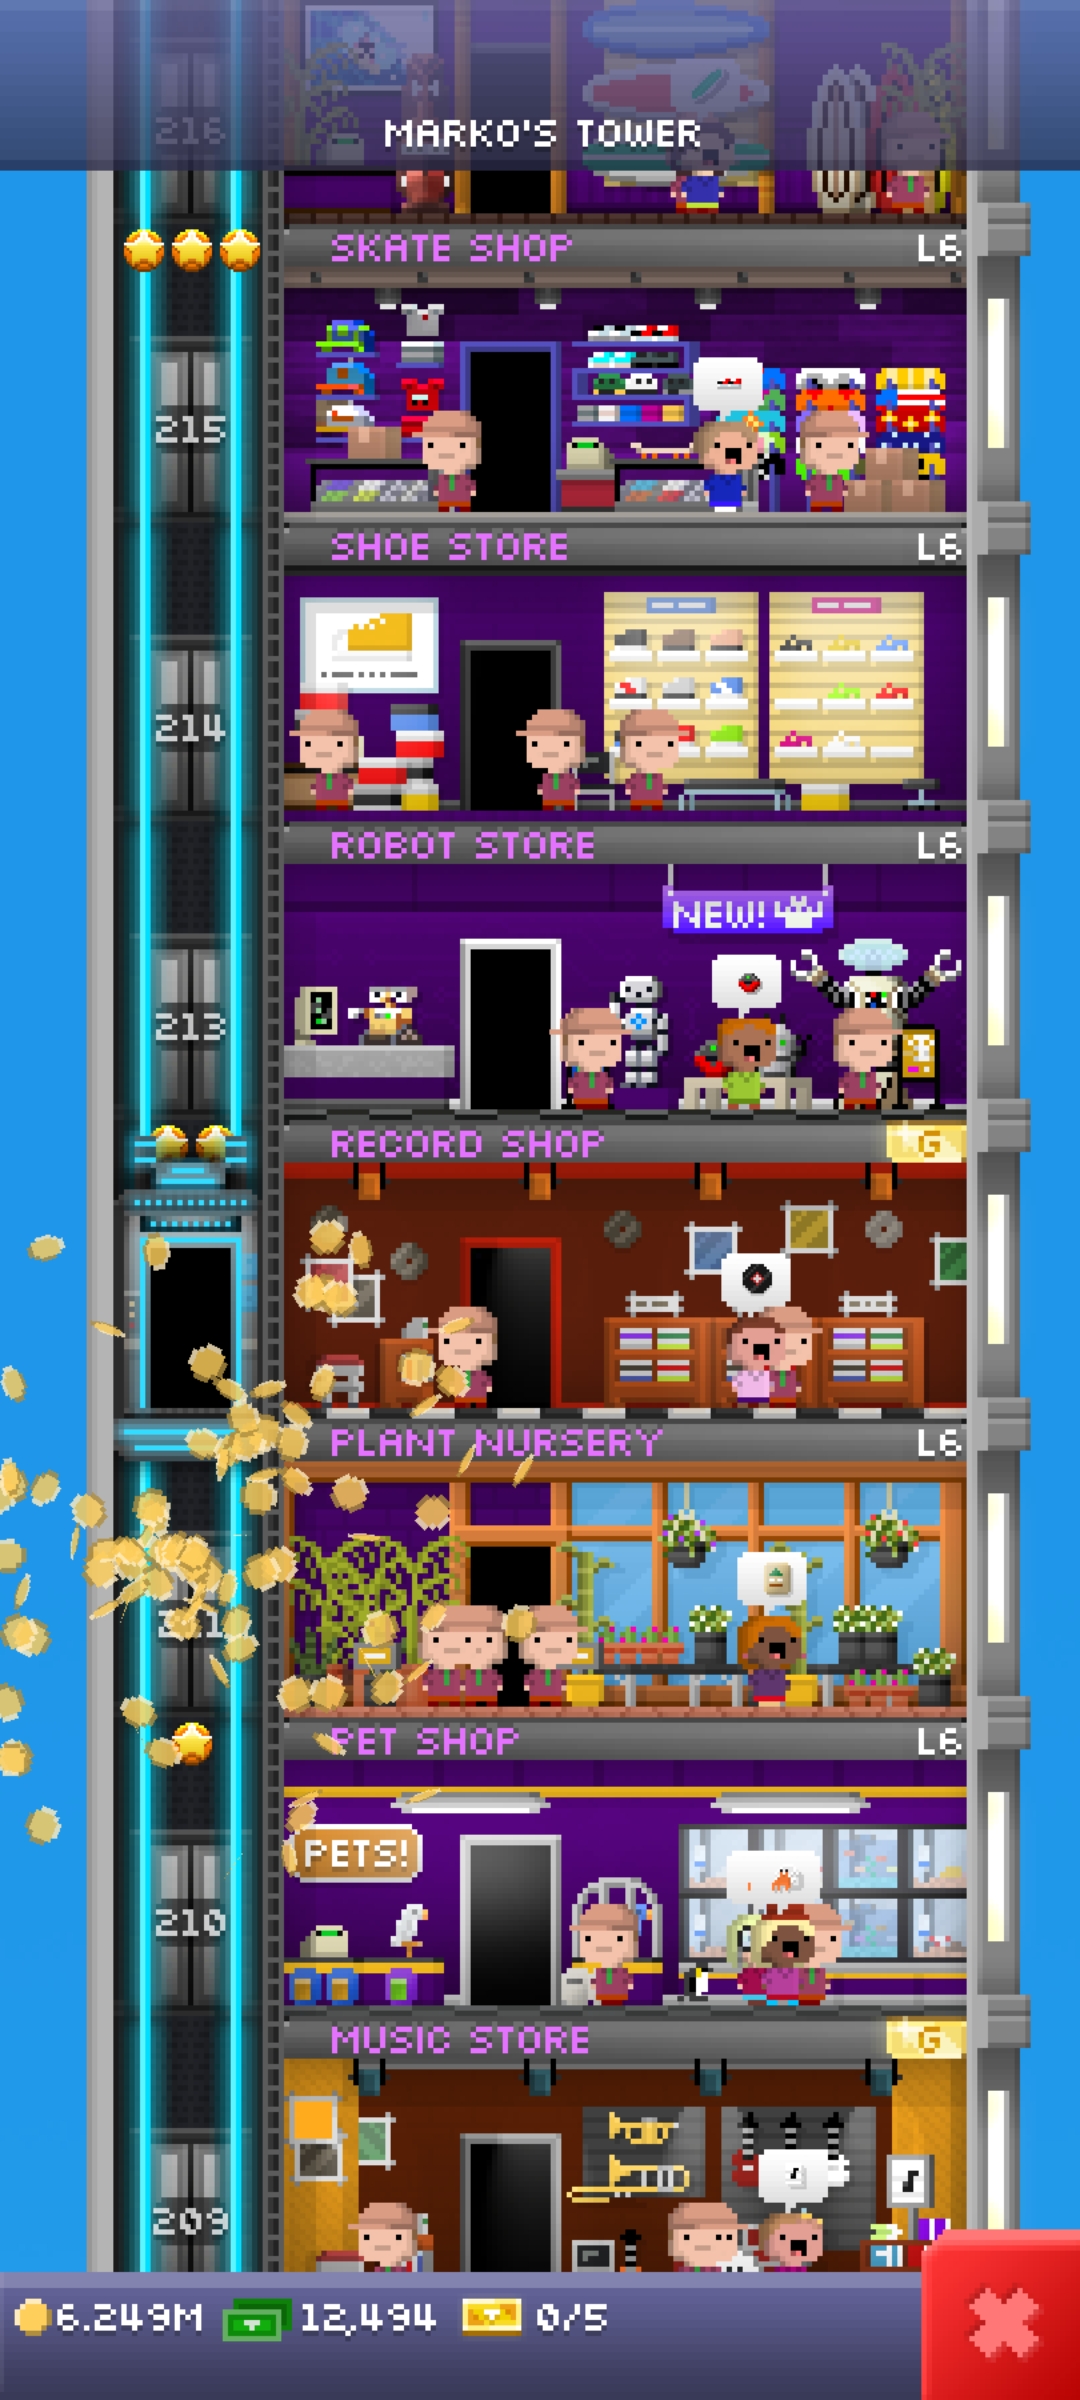 216
MARKO'S TOWER
SKATE SHOP L6
215
SHOE STORE L6
214
ROBOT STORE L6
NEW!
213
RECORD SHOP G
PLANT NURSERY L6
PET SHOP L6
PETS!
210
MUSIC STORE G
209
6.249M 12,494 0/5